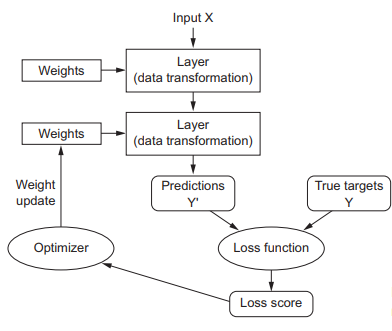 Input X
Layer
(data transformation)
Weights
Layer
(data transformation)
Weights
Weight
update
Predictions
Y'
True targets
Y
Optimizer
Loss function
Loss score